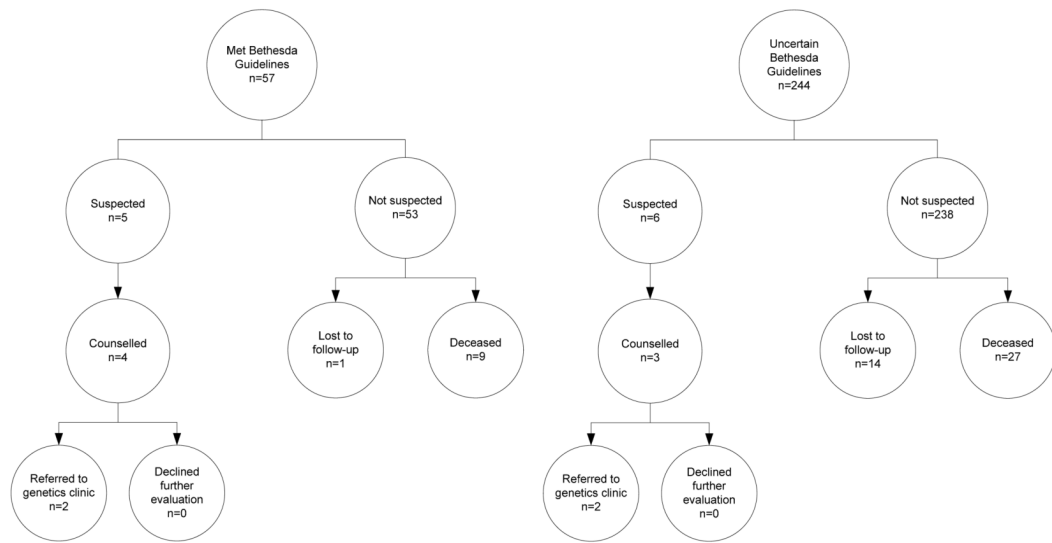 Met Bethesda
Guidelines
n=57
Uncertain
Bethesda
Guidelines
n=244
Suspected
n=5
Not suspected
n=53
Suspected
n=6
Not suspected
n=238
Counselled
n=4
Lost to
follow-up
n=1
Deceased
n=9
Counselled
n=3
Lost to
follow-up
n=14
Deceased
n=27
Referred to
genetics clinic
n=2
Declined
further
evaluation
n=0
Referred to
genetics clinic
n=2
Declined
further
evaluation
n=0